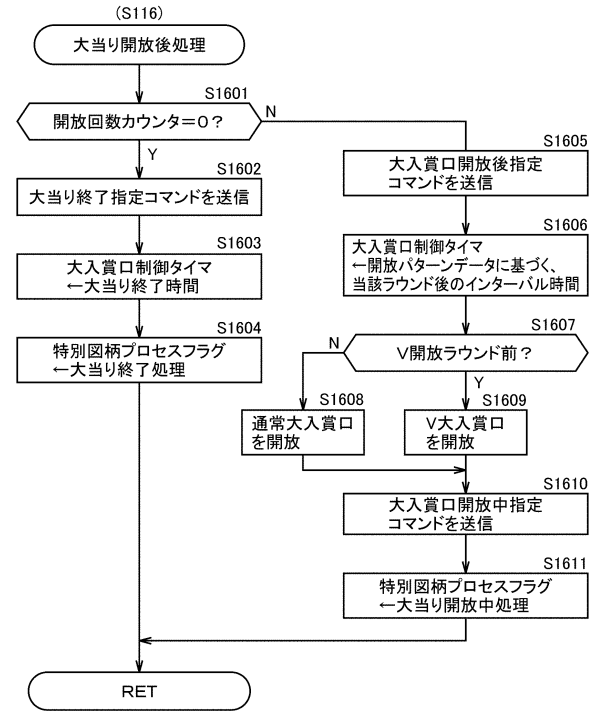 (S116)
大当り開放後処理
S1601
開放回数カウンタ＝０？
N
Y
S1602
大当り終了指定コマンドを送信
S1603
大入賞口制御タイマ
←大当り終了時間
S1604
特別図柄プロセスフラグ
←大当り終了処理
S1605
大入賞口開放後指定
コマンドを送信
S1606
大入賞口制御タイマ
←開放パターンデータに基づく、
当該ラウンド後のインターバル時間
S1607
Ｖ開放ラウンド前？
N
Y
S1608
通常大入賞口
を開放
S1609
Ｖ大入賞口
を開放
S1610
大入賞口開放中指定
コマンドを送信
S1611
特別図柄プロセスフラグ
←大当り開放中処理
RET